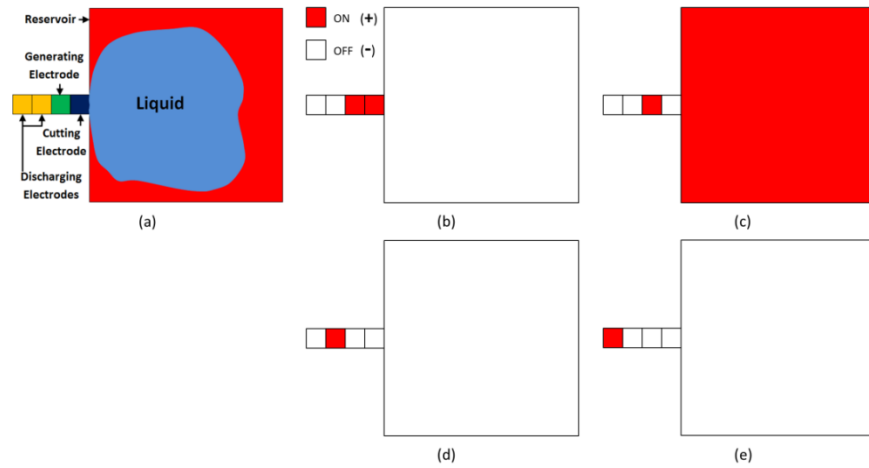 Reservoir
Generating
Electrode
Liquid
Cutting
Electrode
Discharging
Electrodes
(a)
ON (+)
OFF (-)
(b)
(c)
(d)
(e)